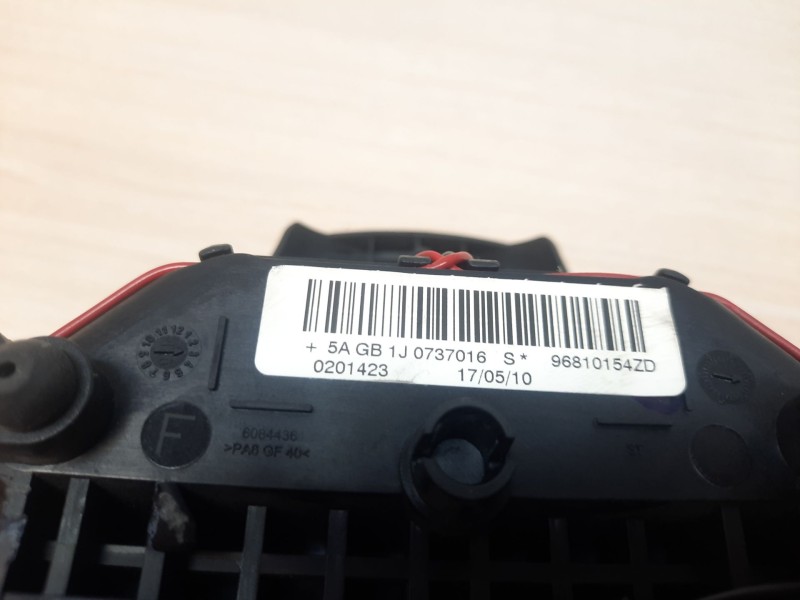 + 5A GB 1J 0737016 S* 96810154ZD
0201423 17/05/10
F
6064436
>PA6 GF 40<